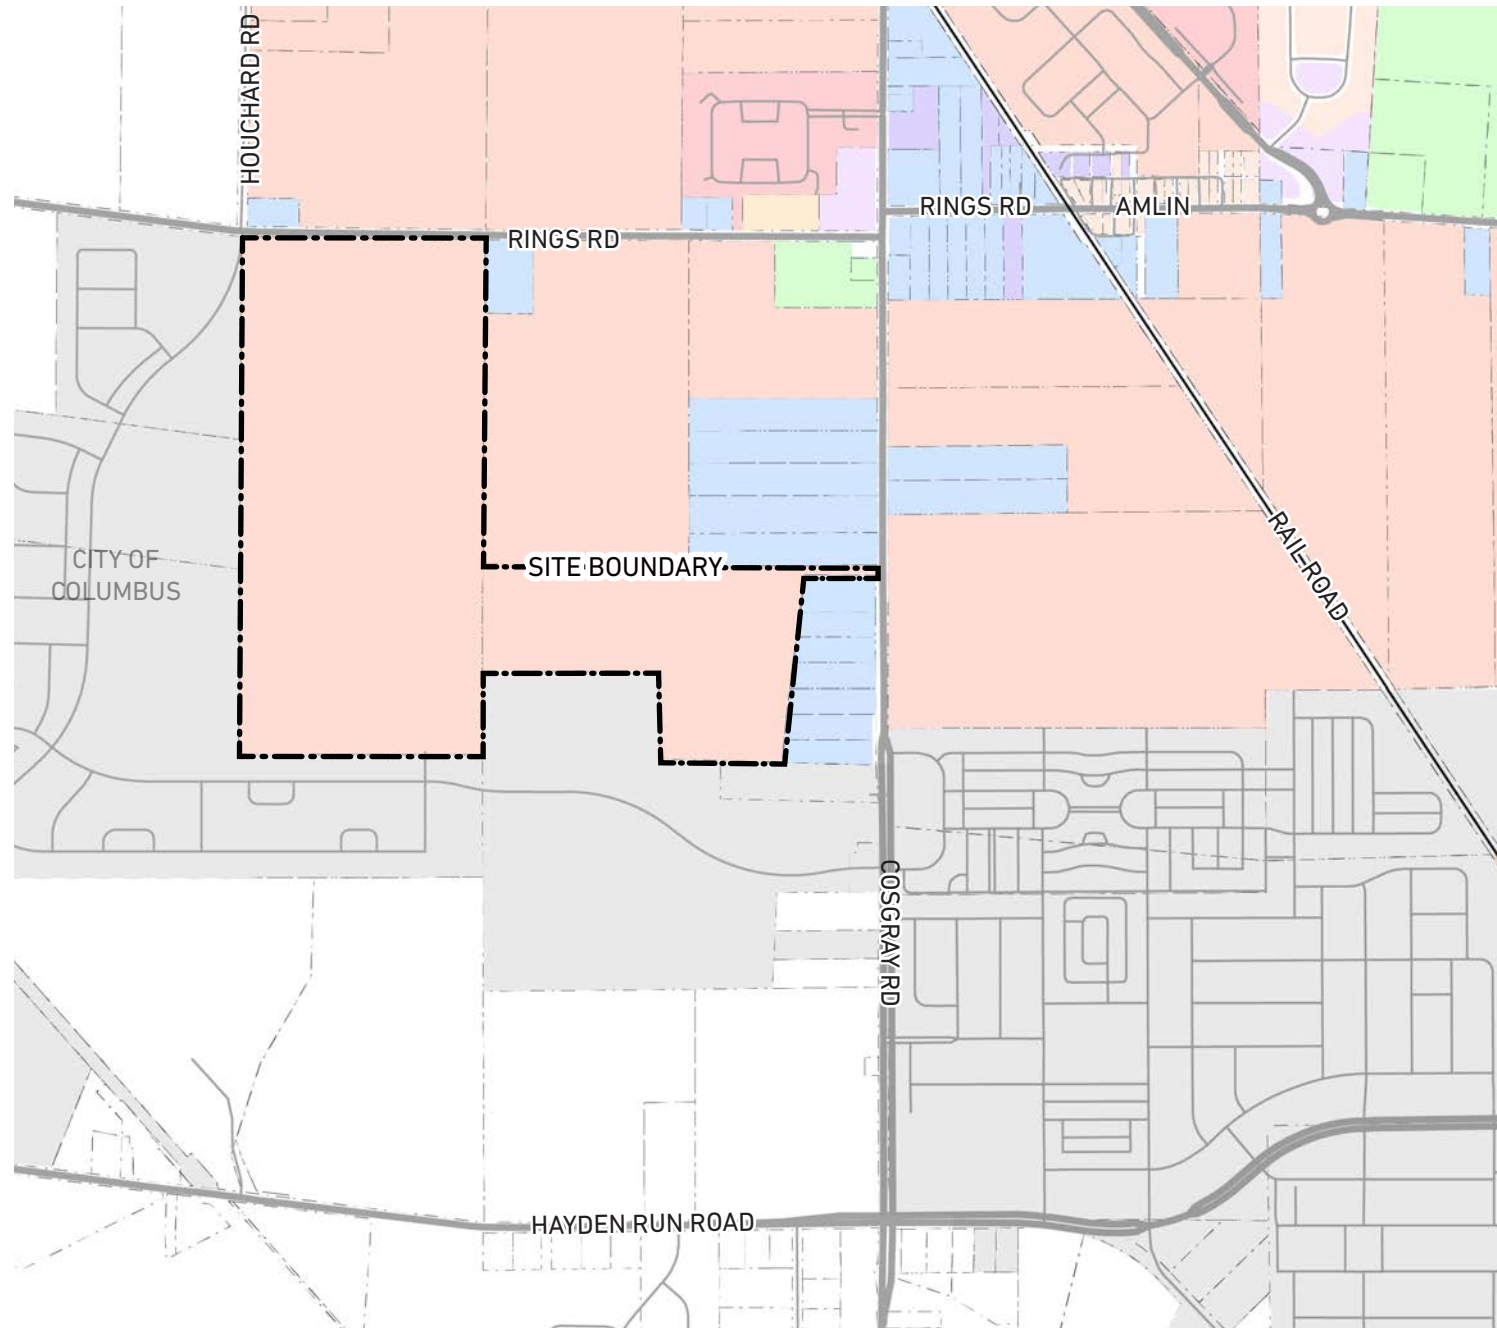 HOUCHARD RD
RINGS RD
AMLIN
RINGS RD
SITE BOUNDARY
CITY OF
COLUMBUS
RAIL-ROAD
COSGRAY RD
HAYDEN RUN ROAD